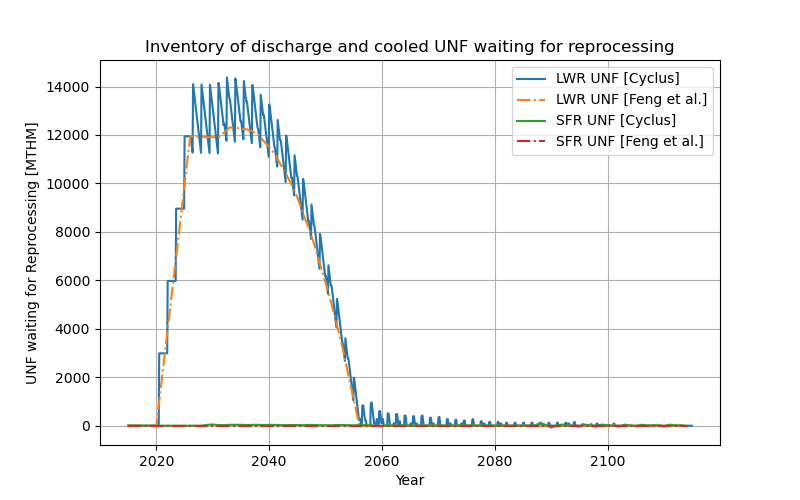 Inventory of discharge and cooled UNF waiting for reprocessing
LWR UNF [Cyclus]
LWR UNF [Feng et al.]
SFR UNF [Cyclus]
SFR UNF [Feng et al.]
UNF waiting for Reprocessing [MTHM]
14000
12000
10000
8000
6000
4000
2000
0
2020 2040 2060 2080 2100
Year